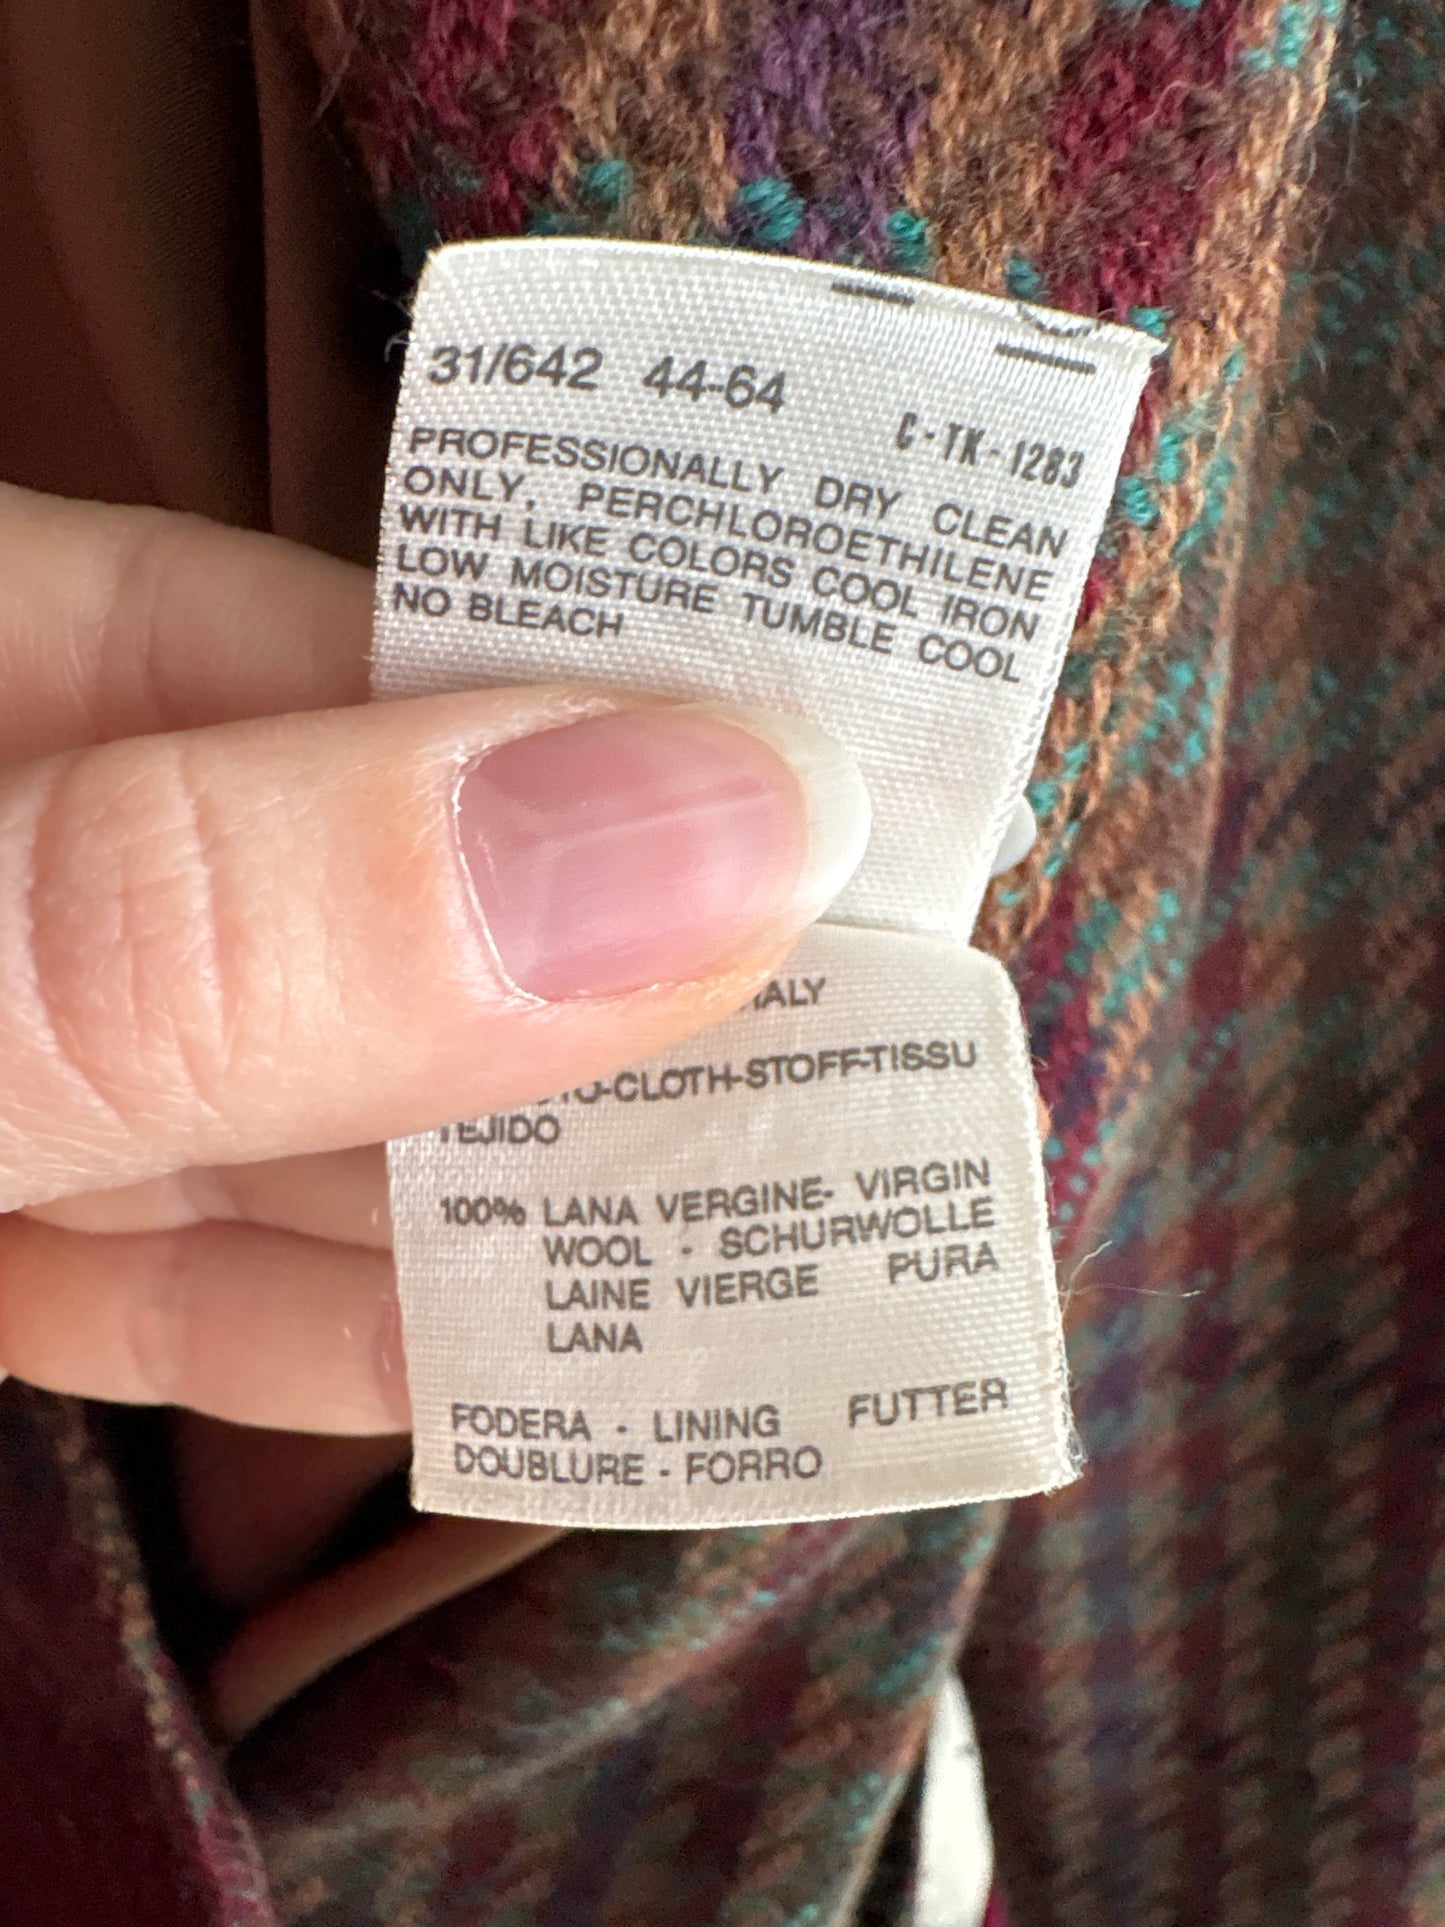 31/642 44-64
C-TK-1283
PROFESSIONALLY DRY CLEAN
ONLY, PERCHLOROETHILENE
WITH LIKE COLORS COOL IRON
LOW MOISTURE TUMBLE COOL
NO BLEACH
CLOTH-STOFF-TISSU
TEJIDO
100% LANA VERGINE- VIRGIN
WOOL - SCHURWOLLE
LAINE VIERGE PURA
LANA
FODERA - LINING FUTTER
DOUBLURE - FORRO